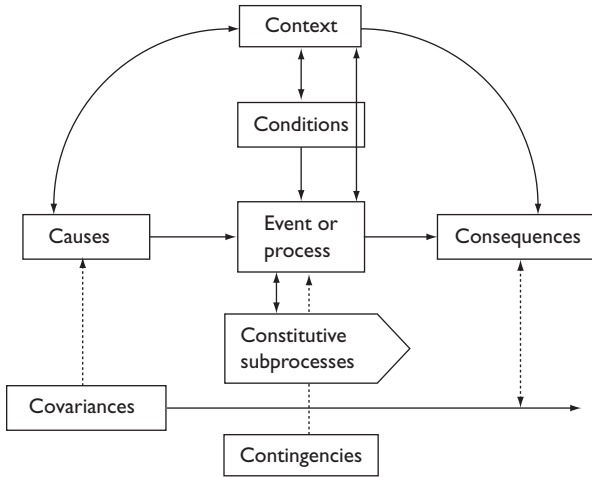 Context
Conditions
Causes
Event or
process
Consequences
Constitutive
subprocesses
Covariances
Contingencies